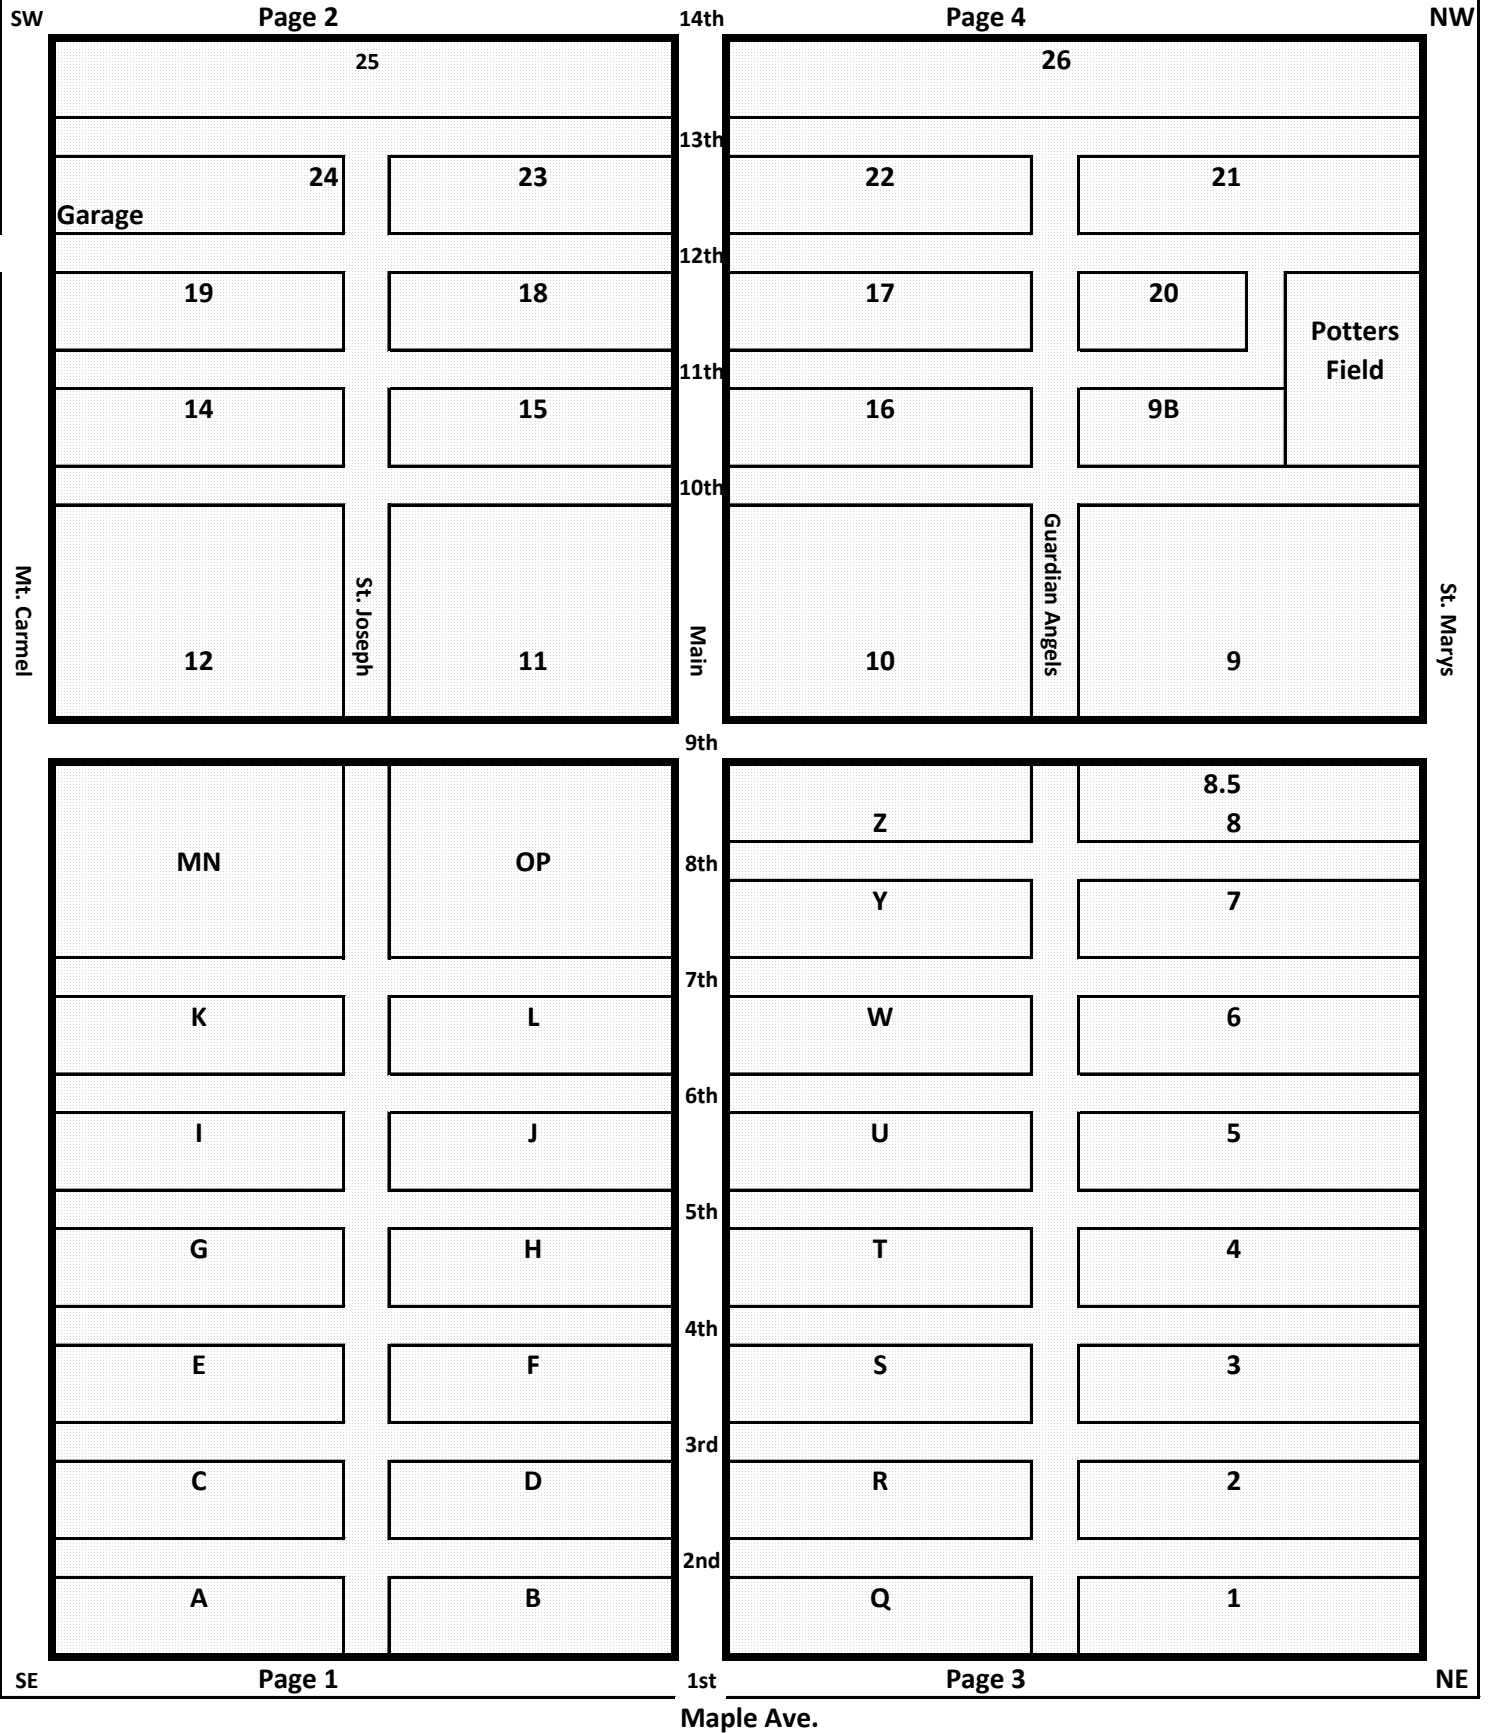 SW Page 2 14th Page 4 NW
25 26
13th
24 23 22 21
Garage
12th
19 18 17 20
Potters
Field
11th
14 15 16 9B
10th
Mt. Carmel St. Joseph Main Guardian Angels St. Marys
12 11 10 9
9th
8.5
Z 8
MN OP 8th
Y 7
7th
K L W 6
6th
I J U 5
5th
G H T 4
4th
E F S 3
3rd
C D R 2
2nd
A B Q 1
SE Page 1 1st Page 3 NE
Maple Ave.